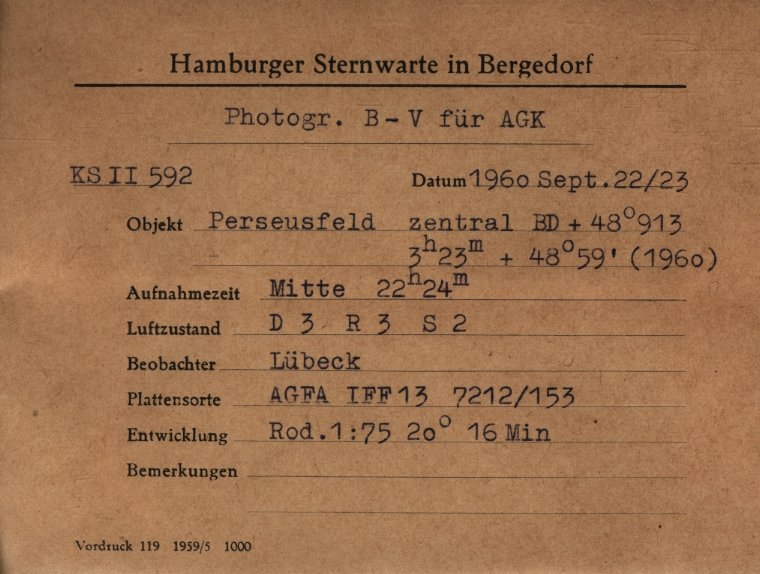 Hamburger Sternwarte in Bergedorf
Photogr. B-V für AGK
KS II 592 Datum 1960 Sept.22/23
Objekt Perseusfeld zentral BD + 48°913
3h23m + 48°59' (1960)
Aufnahmezeit Mitte 22h24m
Luftzustand D 3 R 3 S 2
Beobachter Lübeck
Plattensorte AGFA IFF13 7212/153
Entwicklung Rod.1:75 20° 16 Min
Bemerkungen
Vordruck 119 1959/5 1000